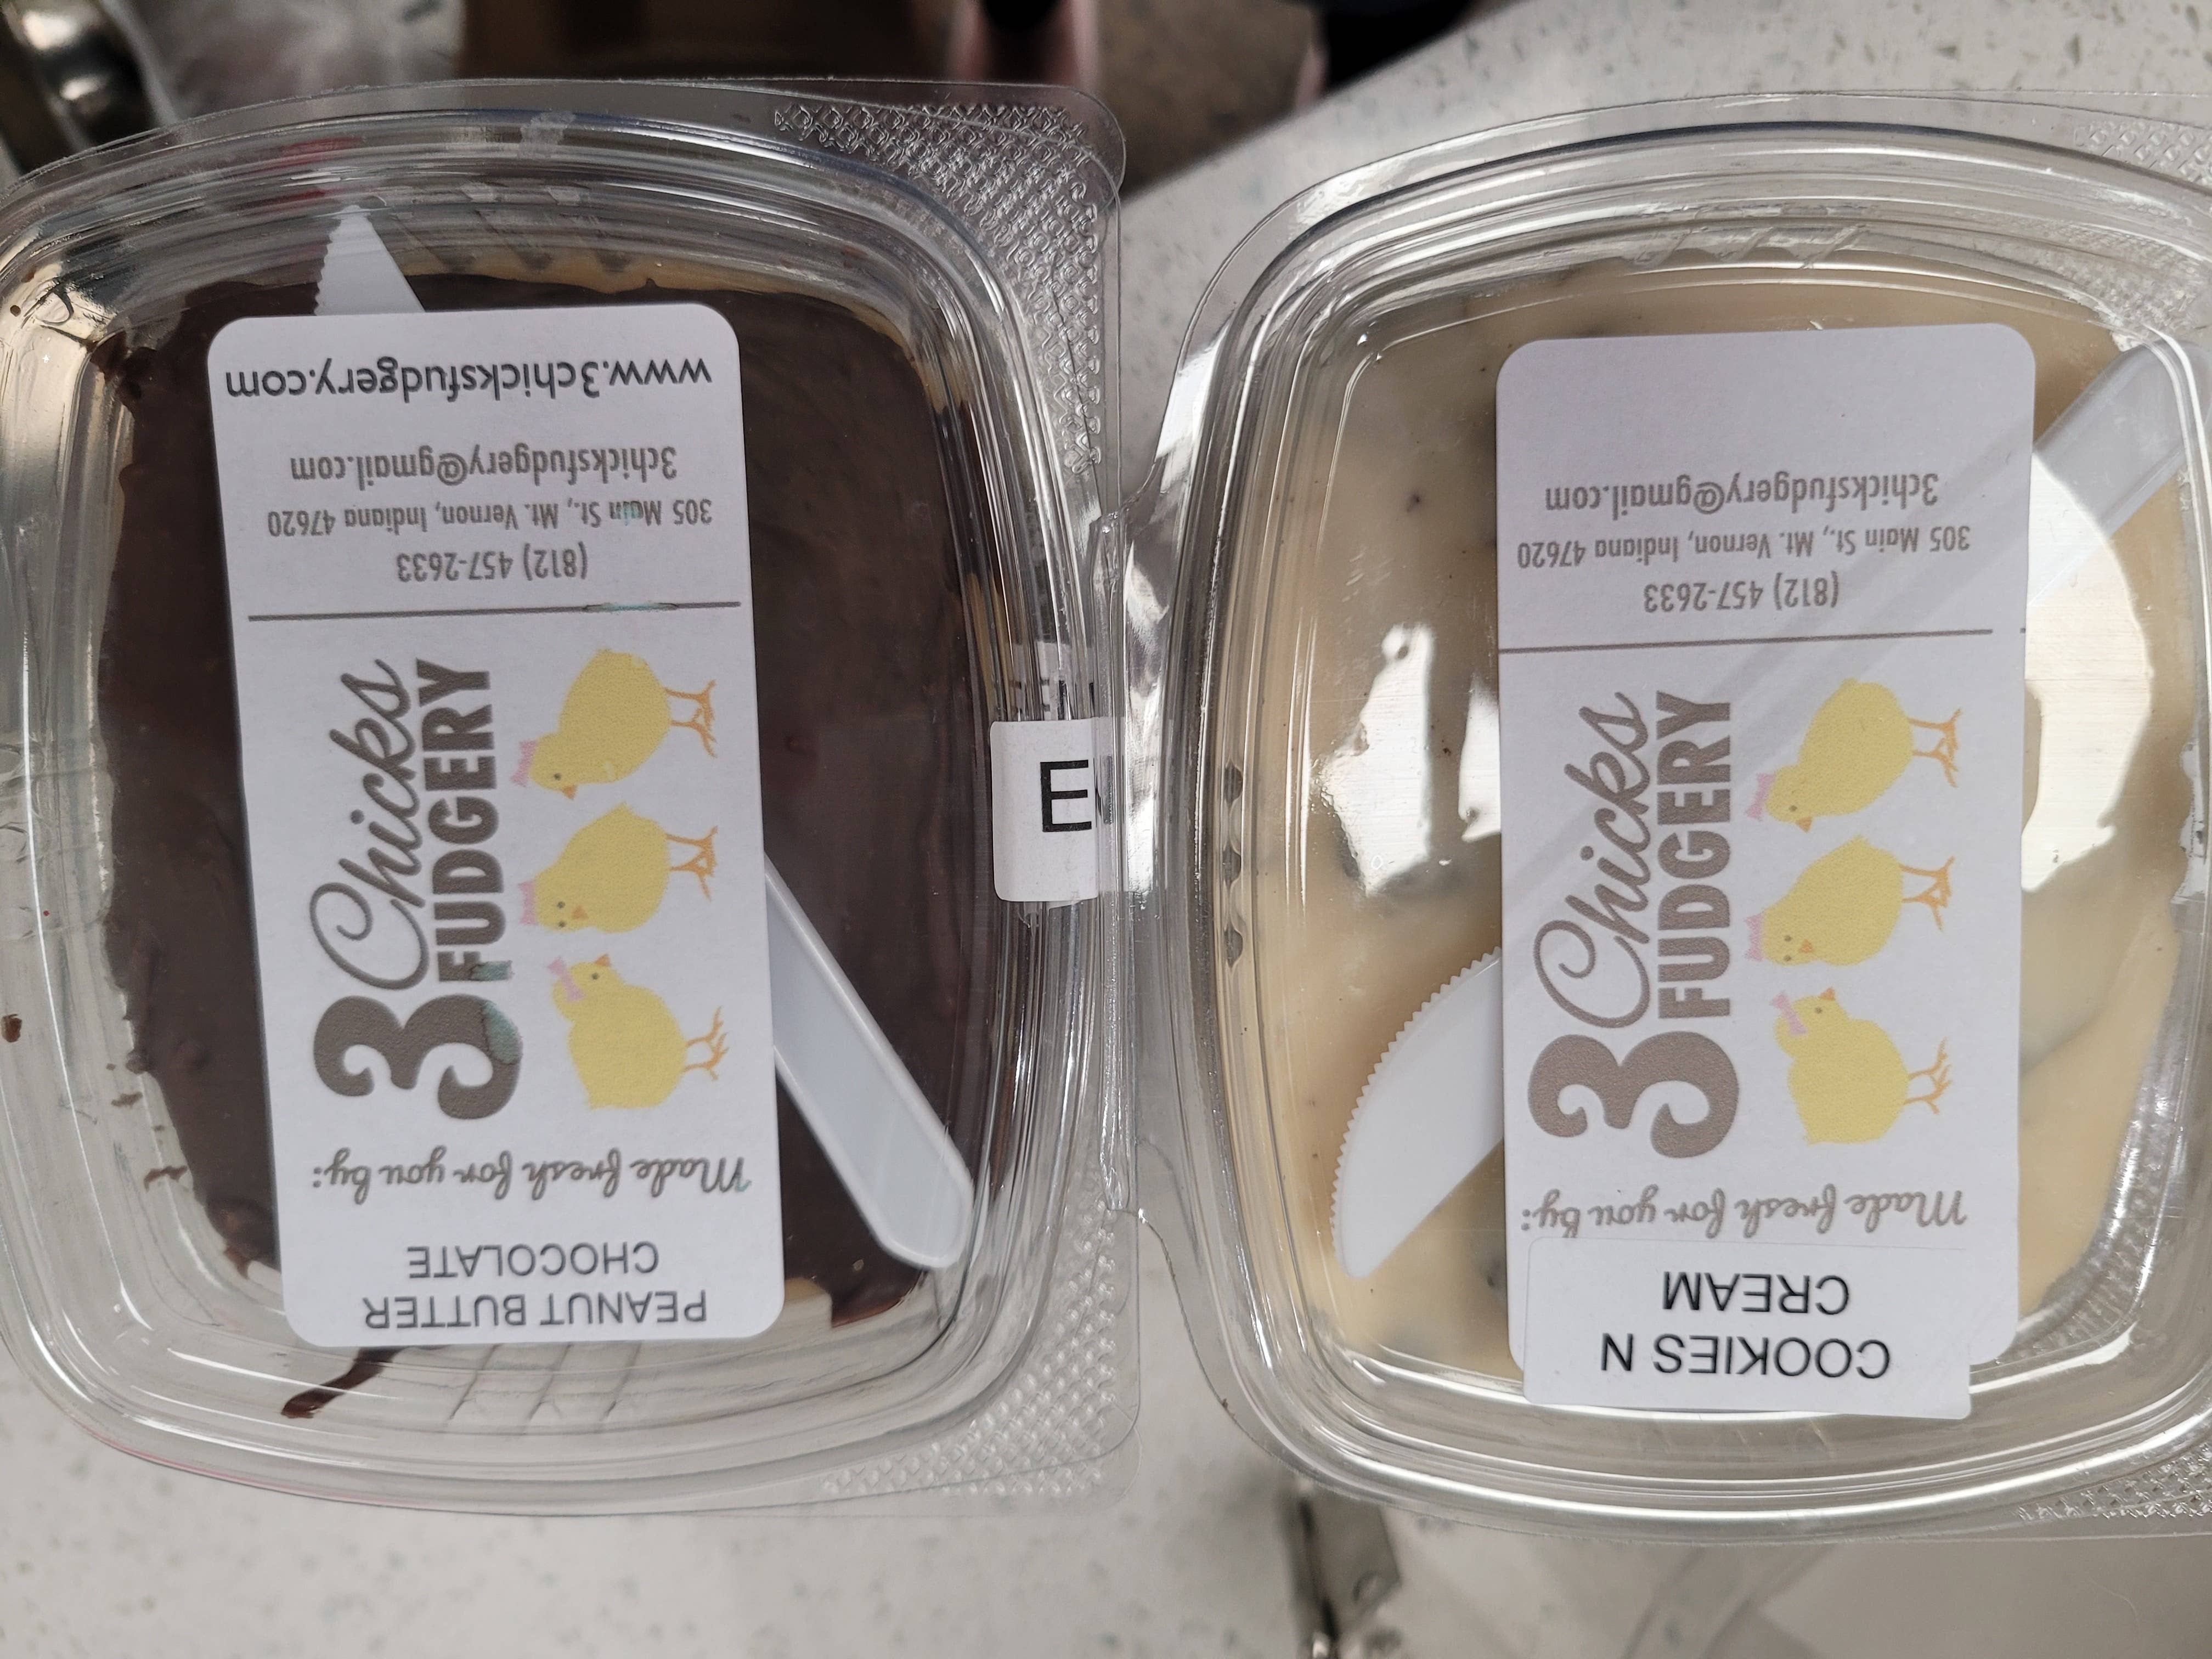 PEANUT BUTTER
CHOCOLATE
Made fresh for you by:
3 Chicks
FUDGERY
(812) 457-2633
305 Main St., Mt. Vernon, Indiana 47620
3chicksfudgery@gmail.com
www.3chicksfudgery.com
COOKIES N
CREAM
Made fresh for you by:
3 Chicks
FUDGERY
(812) 457-2633
305 Main St., Mt. Vernon, Indiana 47620
3chicksfudgery@gmail.com